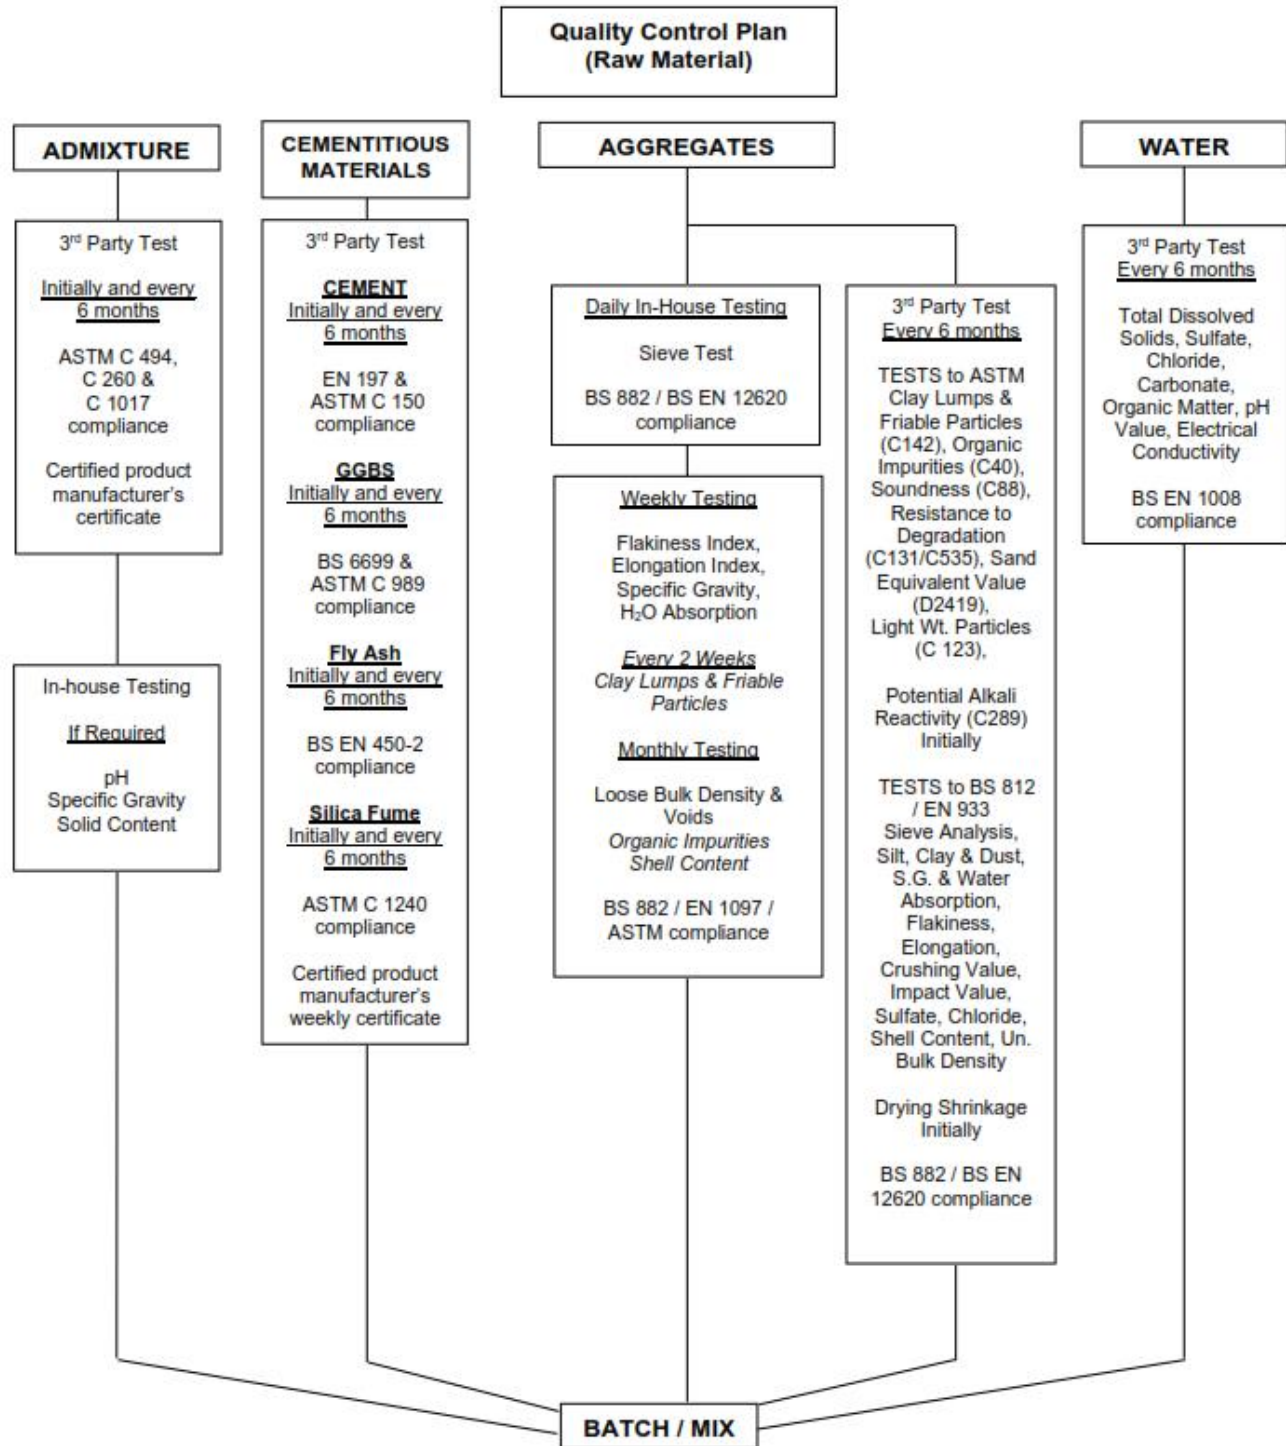 Quality Control Plan
(Raw Material)
ADMIXTURE
3rd Party Test
Initially and every
6 months
ASTM C 494,
C 260 &
C 1017
compliance
Certified product
manufacturer's
certificate
In-house Testing
If Required
pH
Specific Gravity
Solid Content
CEMENTITIOUS
MATERIALS
3rd Party Test
CEMENT
Initially and every
6 months
EN 197 &
ASTM C 150
compliance
GGBS
Initially and every
6 months
BS 6699 &
ASTM C 989
compliance
Fly Ash
Initially and every
6 months
BS EN 450-2
compliance
Silica Fume
Initially and every
6 months
ASTM C 1240
compliance
Certified product
manufacturer's
weekly certificate
AGGREGATES
Daily In-House Testing
Sieve Test
BS 882 / BS EN 12620
compliance
Weekly Testing
Flakiness Index,
Elongation Index,
Specific Gravity,
H₂O Absorption
Every 2 Weeks
Clay Lumps & Friable
Particles
Monthly Testing
Loose Bulk Density &
Voids
Organic Impurities
Shell Content
BS 882 / EN 1097 /
ASTM compliance
3rd Party Test
Every 6 months
TESTS to ASTM
Clay Lumps &
Friable Particles
(C142), Organic
Impurities (C40),
Soundness (C88),
Resistance to
Degradation
(C131/C535), Sand
Equivalent Value
(D2419),
Light Wt. Particles
(C 123),
Potential Alkali
Reactivity (C289)
Initially
TESTS to BS 812
/ EN 933
Sieve Analysis,
Silt, Clay & Dust,
S.G. & Water
Absorption,
Flakiness,
Elongation,
Crushing Value,
Impact Value,
Sulfate, Chloride,
Shell Content, Un.
Bulk Density
Drying Shrinkage
Initially
BS 882 / BS EN
12620 compliance
WATER
3rd Party Test
Every 6 months
Total Dissolved
Solids, Sulfate,
Chloride,
Carbonate,
Organic Matter, pH
Value, Electrical
Conductivity
BS EN 1008
compliance
BATCH / MIX